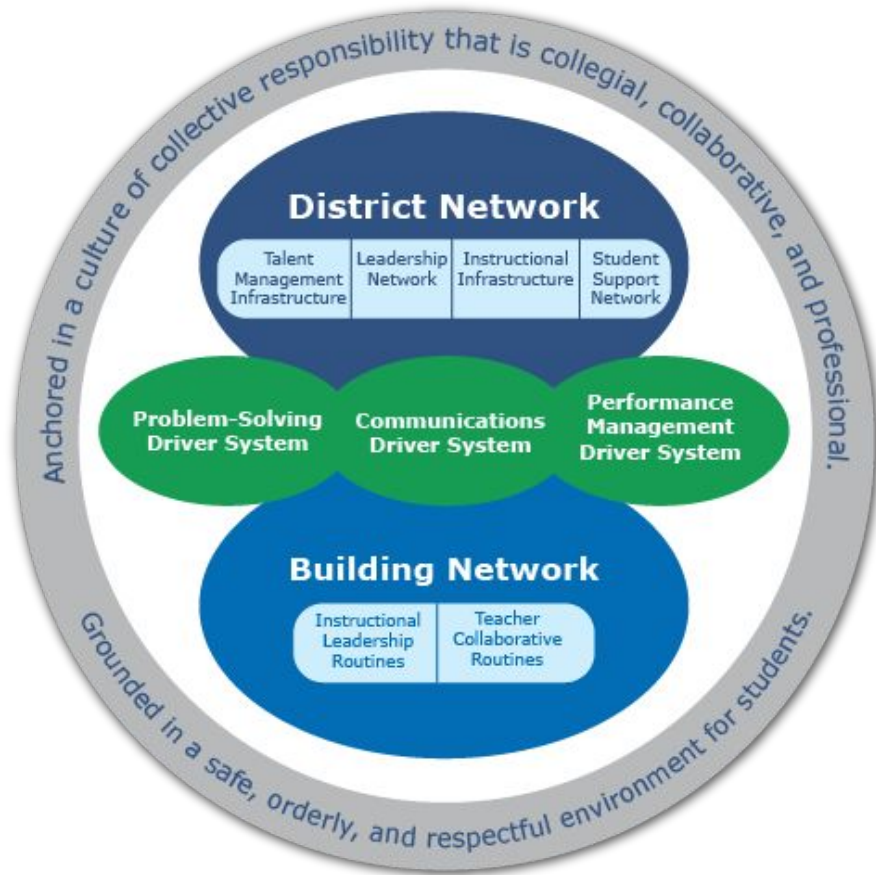 Anchored in a culture of collective responsibility that is collegial, collaborative, and professional.
District Network
Talent
Management
Infrastructure
Leadership
Network
Instructional
Infrastructure
Student
Support
Network
Problem-Solving
Driver System
Communications
Driver System
Performance
Management
Driver System
Building Network
Instructional
Leadership
Routines
Teacher
Collaborative
Routines
Grounded in a safe, orderly, and respectful environment for students.